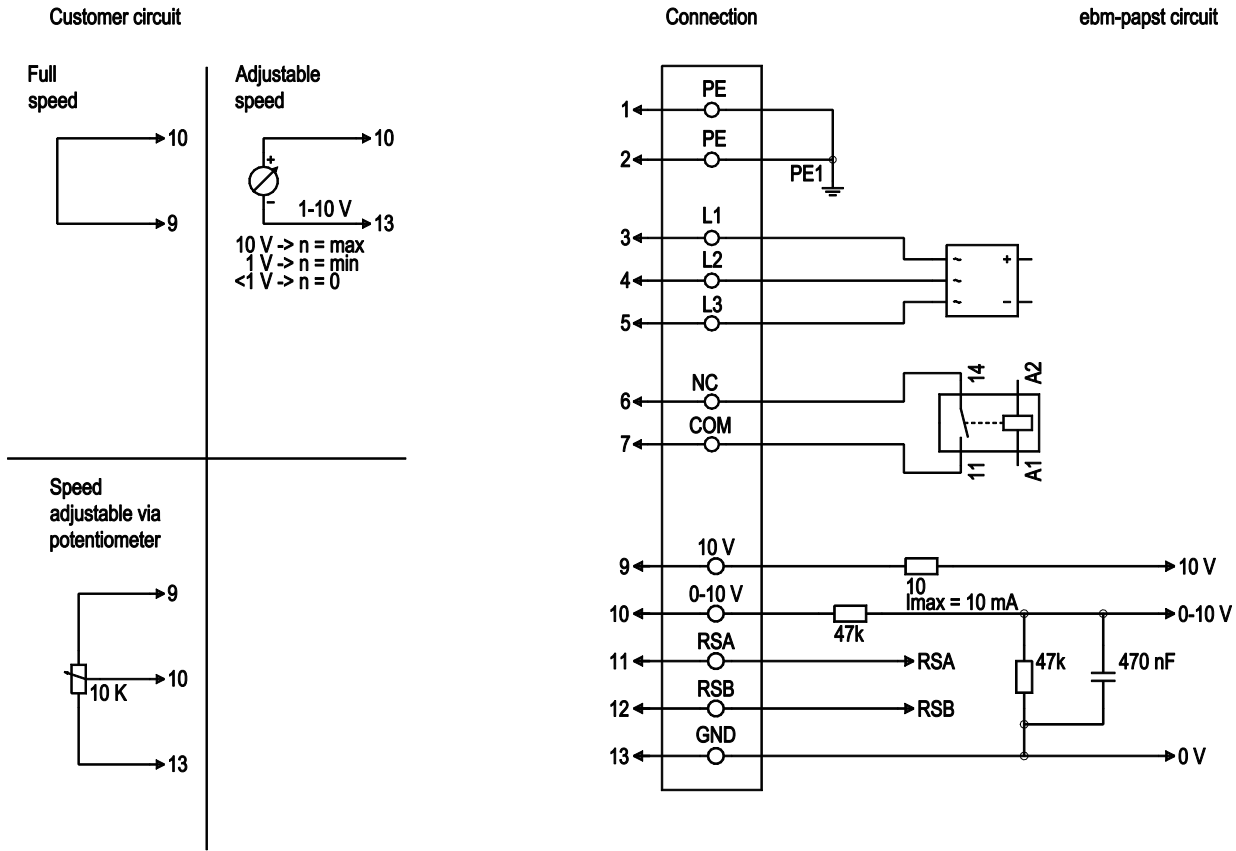 Customer circuit
Connection
ebm-papst circuit
Full
speed
10
9
Adjustable
speed
10
+
−
1-10 V
13
10 V -> n = max
1 V -> n = min
<1 V -> n = 0
Speed
adjustable via
potentiometer
9
10
10 K
13
1
PE
2
PE
PE1
3
L1
4
L2
5
L3
~ +
~
~ −
6
NC
7
COM
14
A2
11
A1
9
10 V
10
Imax = 10 mA
10 V
10
0-10 V
47k
0-10 V
11
RSA
RSA
47k
470 nF
12
RSB
RSB
13
GND
0 V